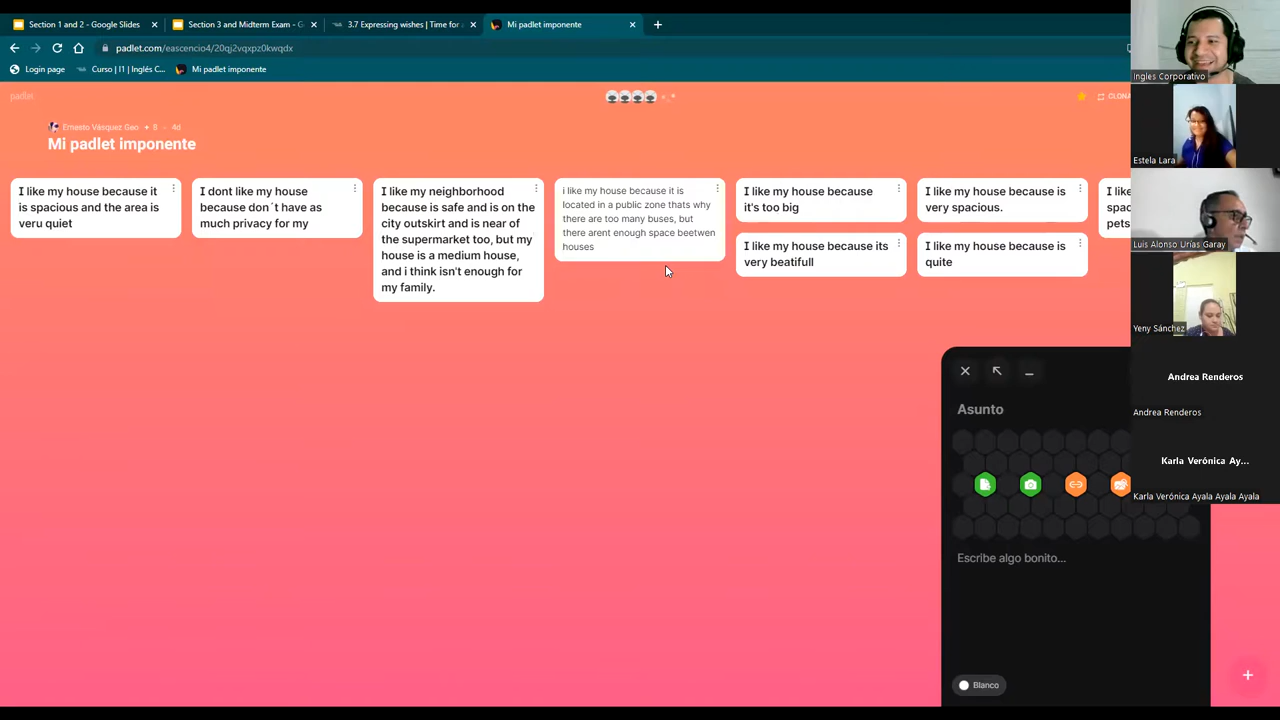 Section 1 and 2 - Google Slides
Section 3 and Midterm Exam - G
3.7 Expressing wishes | Time for
Mi padlet imponente
padlet.com/eascencio4/20qj2vqxpz0kwqdx
Login page
Curso | I1 | Inglés C...
Mi padlet imponente
padlet
CLONA
Ernesto Vásquez Gen + 8 4d
Mi padlet imponente
I like my house because it
is spacious and the area is
veru quiet
I dont like my house
because don´t have as
much privacy for my
I like my neighborhood
because is safe and is on the
city outskirt and is near of
the supermarket too, but my
house is a medium house,
and i think isn't enough for
my family.
i like my house because it is
located in a public zone thats why
there are too many buses, but
there arent enough space beetwen
houses
I like my house because
it's too big
I like my house because its
very beatifull
I like my house because is
very spacious.
I like my house because is
quite
I like
spac
pets
Asunto
Escribe algo bonito...
Blanco
Ingles Corporativo
Estela Lara
Luis Alonso Urías Garay
Yeny Sánchez
Andrea Renderos
Andrea Renderos
Karla Verónica Ay...
Karla Verónica Ayala Ayala Ayala